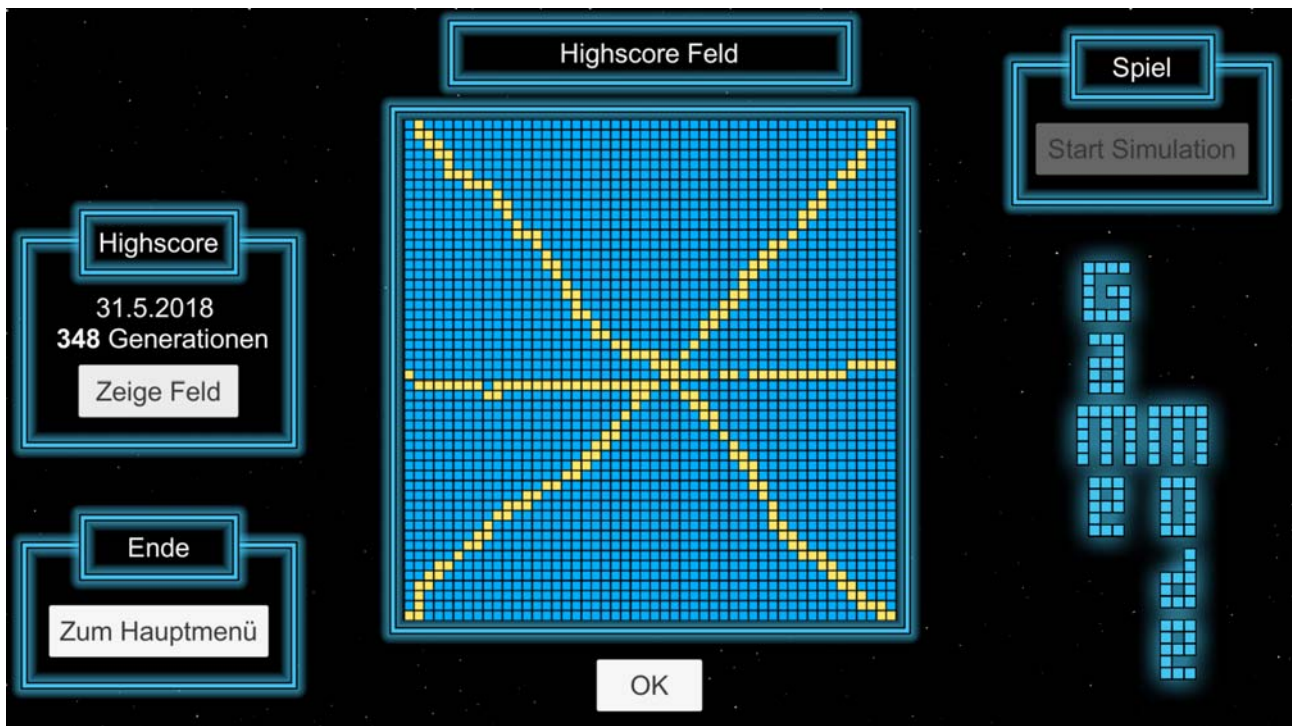 Highscore Feld
Spiel
Start Simulation
Highscore
31.5.2018
348 Generationen
Zeige Feld
Ende
Zum Hauptmenü
OK
Game
mode